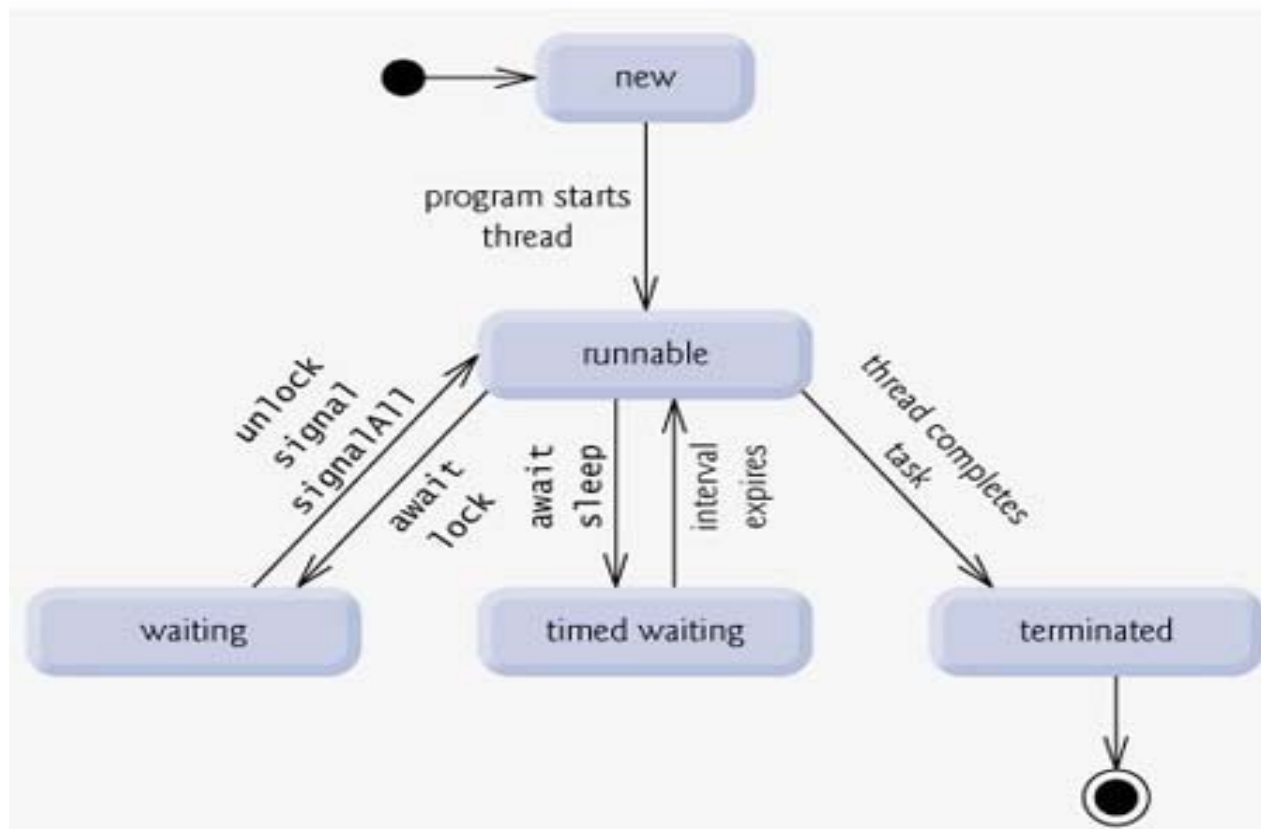 new
program starts
thread
runnable
unlock
signal
signalAll
await
lock
await
sleep
interval
expires
thread completes
task
waiting
timed waiting
terminated